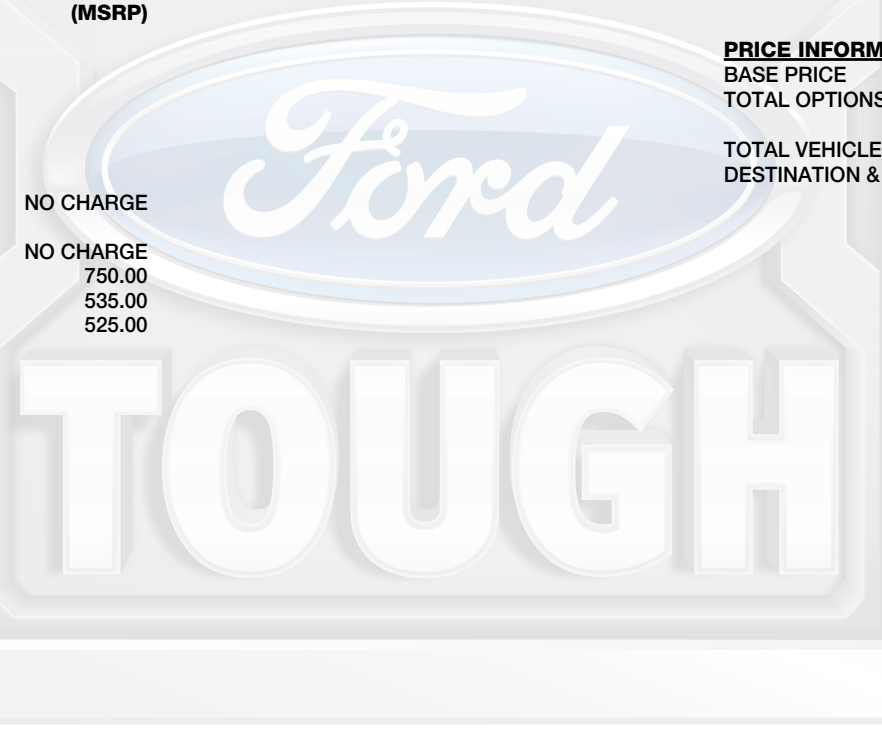 (MSRP)
NO CHARGE
NO CHARGE
750.00
535.00
525.00
PRICE INFORM
BASE PRICE
TOTAL OPTIONS
TOTAL VEHICLE
DESTINATION &
Ford
TOUGH